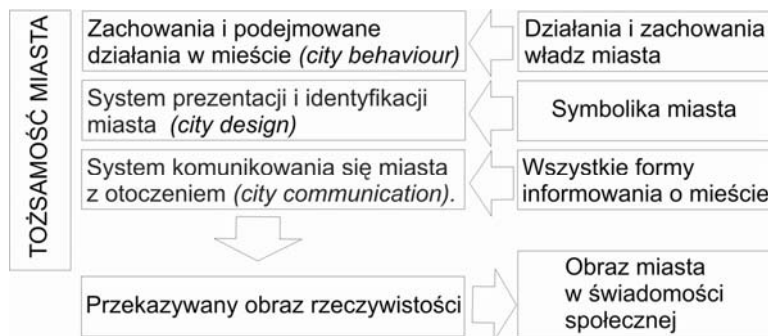 TOŻSAMOŚĆ MIASTA
Zachowania i podejmowane
działania w mieście (city behaviour)
Działania i zachowania
władz miasta
System prezentacji i identyfikacji
miasta (city design)
Symbolika miasta
System komunikowania się miasta
z otoczeniem (city communication).
Wszystkie formy
informowania o mieście
Przekazywany obraz rzeczywistości
Obraz miasta
w świadomości
społecznej